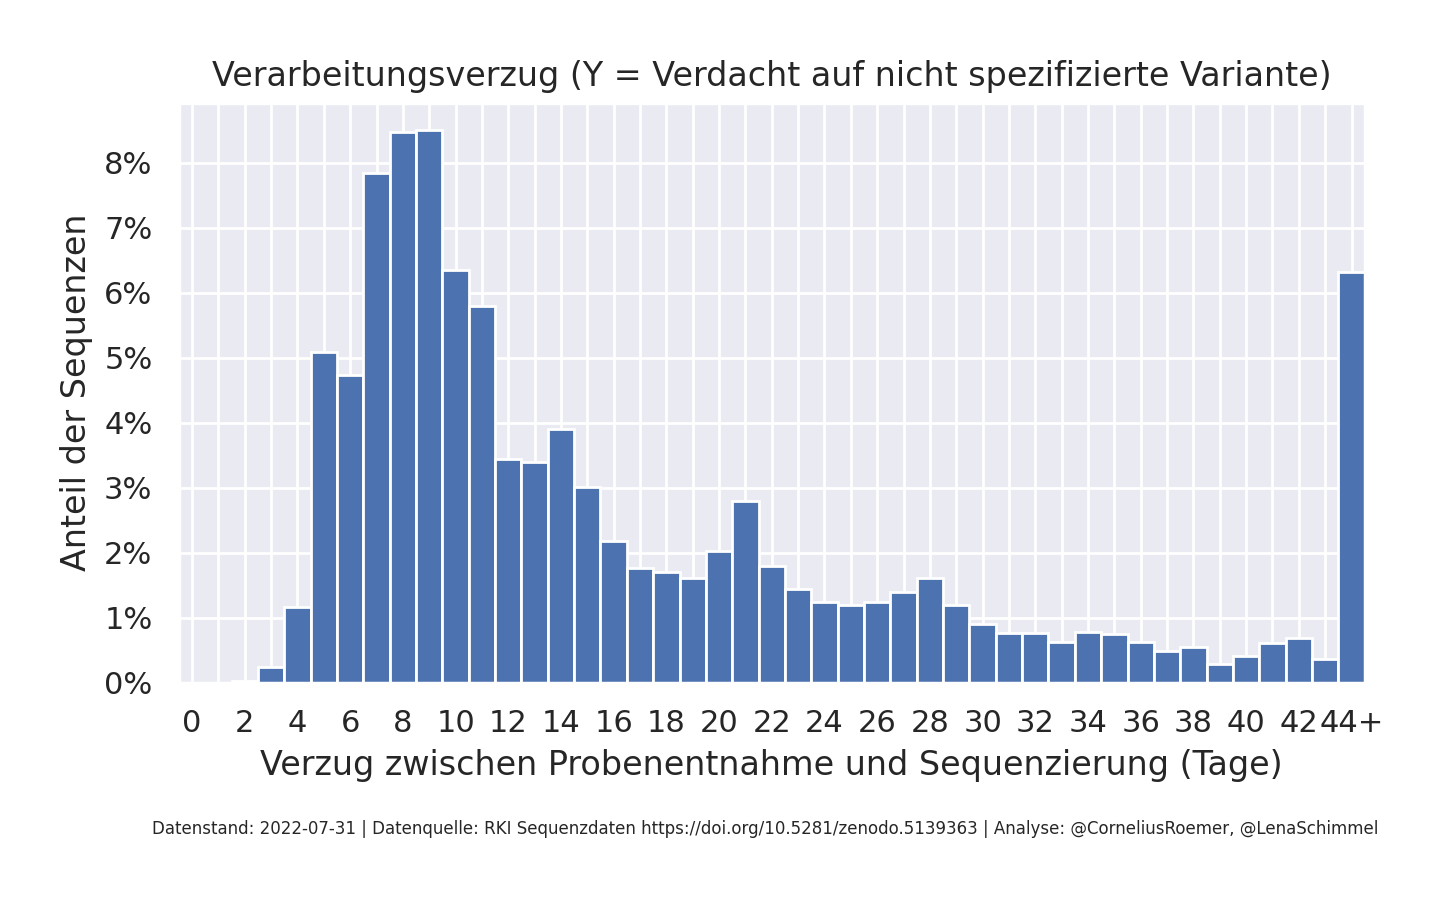 Verarbeitungsverzug (Y = Verdacht auf nicht spezifizierte Variante)
Anteil der Sequenzen
8%
7%
6%
5%
4%
3%
2%
1%
0%
0 2 4 6 8 10 12 14 16 18 20 22 24 26 28 30 32 34 36 38 40 42 44+
Verzug zwischen Probenentnahme und Sequenzierung (Tage)
Datenstand: 2022-07-31 | Datenquelle: RKI Sequenzdaten https://doi.org/10.5281/zenodo.5139363 | Analyse: @CorneliusRoemer, @LenaSchimmel